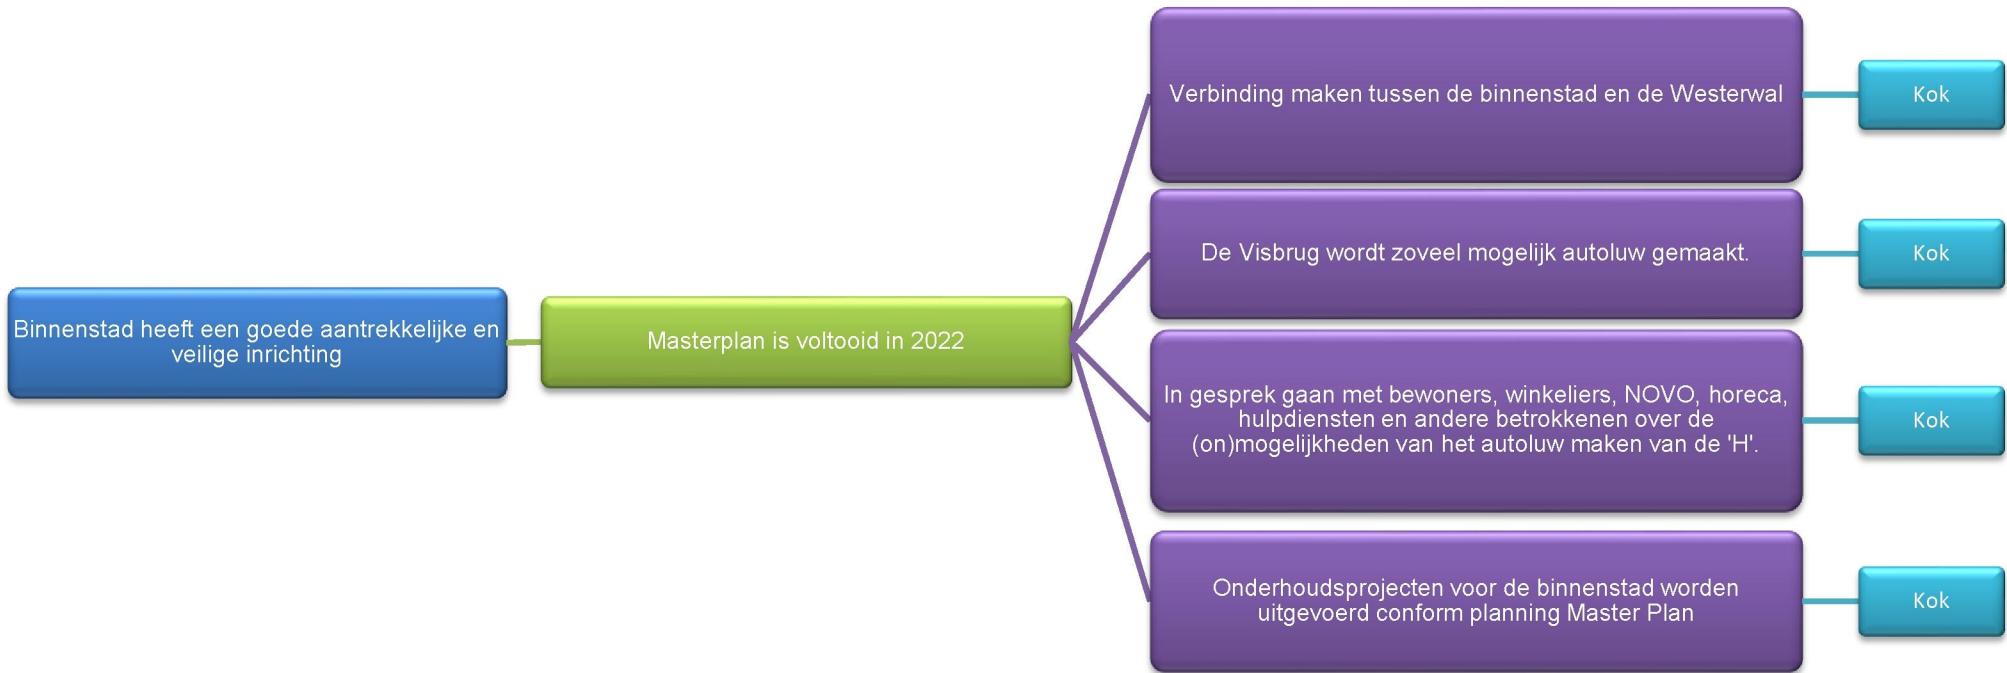 Binnenstad heeft een goede aantrekkelijke en
veilige inrichting
Masterplan is voltooid in 2022
Verbinding maken tussen de binnenstad en de Westerwal
Kok
De Visbrug wordt zoveel mogelijk autoluw gemaakt.
Kok
In gesprek gaan met bewoners, winkeliers, NOVO, horeca,
hulpdiensten en andere betrokkenen over de
(on)mogelijkheden van het autoluw maken van de 'H'.
Kok
Onderhoudsprojecten voor de binnenstad worden
uitgevoerd conform planning Master Plan
Kok